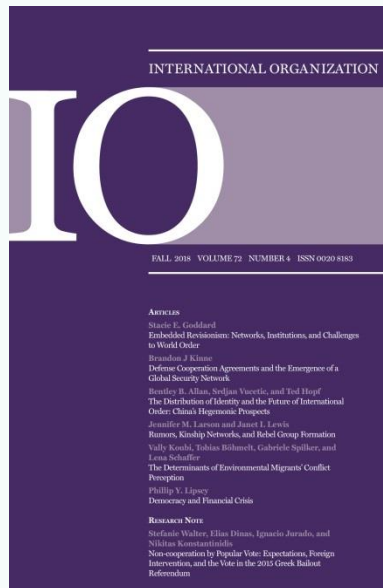 INTERNATIONAL ORGANIZATION
IO
FALL 2018 VOLUME 72 NUMBER 4 ISSN 0020 8183
ARTICLES
Stacie E. Goddard
Embedded Revisionism: Networks, Institutions, and Challenges
to World Order
Brandon J Kinne
Defense Cooperation Agreements and the Emergence of a
Global Security Network
Bentley B. Allan, Srdjan Vucetic, and Ted Hopf
The Distribution of Identity and the Future of International
Order: China's Hegemonic Prospects
Jennifer M. Larson and Janet I. Lewis
Rumors, Kinship Networks, and Rebel Group Formation
Vally Koubi, Tobias Böhmelt, Gabriele Spilker, and
Lena Schaffer
The Determinants of Environmental Migrants' Conflict
Perception
Phillip Y. Lipscy
Democracy and Financial Crisis
RESEARCH NOTE
Stefanie Walter, Elias Dinas, Ignacio Jurado, and
Nikitas Konstantinidis
Non-cooperation by Popular Vote: Expectations, Foreign
Intervention, and the Vote in the 2015 Greek Bailout
Referendum